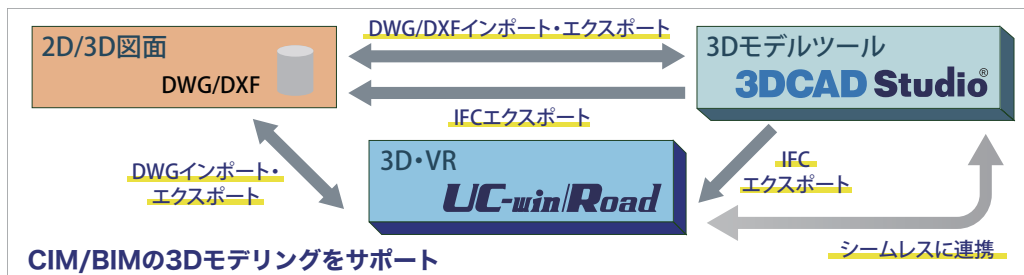 2D/3D図面
DWG/DXF
DWG/DXFインポート・エクスポート
IFCエクスポート
3Dモデルツール
3DCAD Studio®
DWGインポート・
エクスポート
3D・VR
UC-win/Road
IFC
エクスポート
シームレスに連携
CIM/BIMの3Dモデリングをサポート